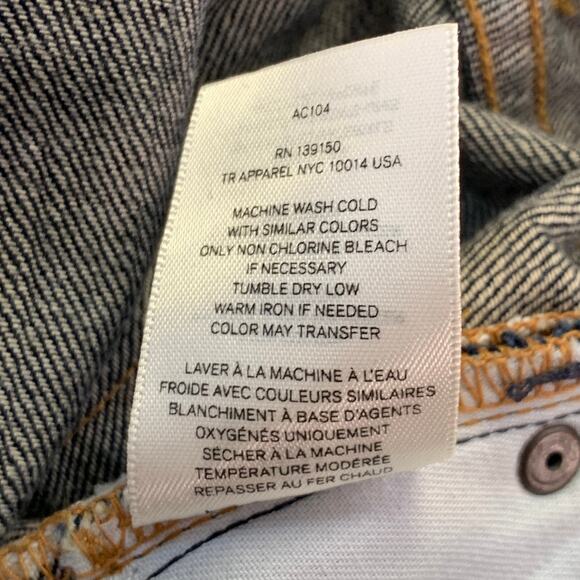 AC104
RN 139150
TR APPAREL NYC 10014 USA
MACHINE WASH COLD
WITH SIMILAR COLORS
ONLY NON CHLORINE BLEACH
IF NECESSARY
TUMBLE DRY LOW
WARM IRON IF NEEDED
COLOR MAY TRANSFER
LAVER À LA MACHINE À L'EAU
FROIDE AVEC COULEURS SIMILAIRES
BLANCHIMENT À BASE D'AGENTS
OXYGÉNÉS UNIQUEMENT
SÉCHER À LA MACHINE
TEMPÉRATURE MODÉRÉE
REPASSER AU FER CHAUD